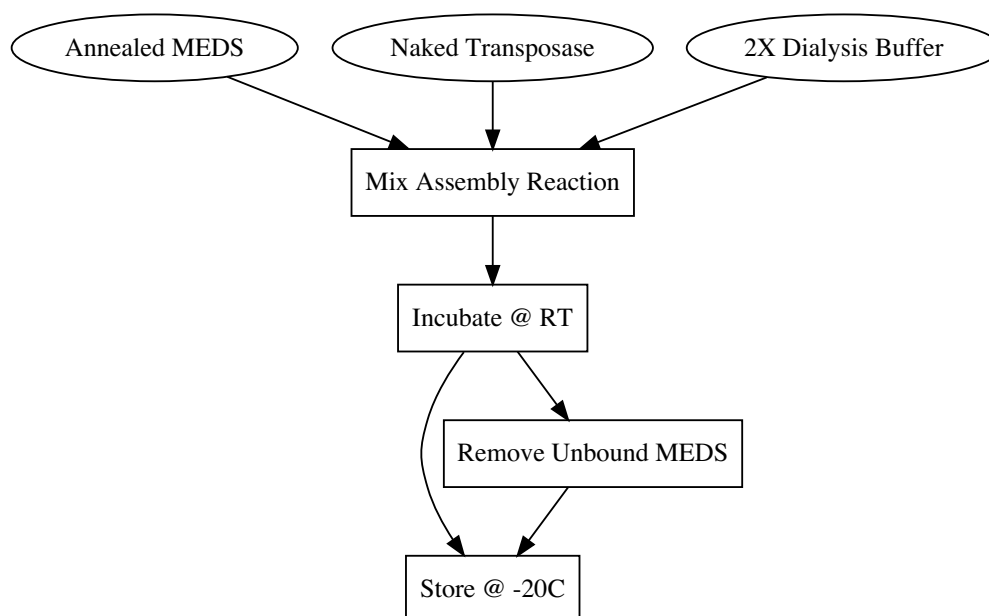 Annealed MEDS
Naked Transposase
2X Dialysis Buffer
Mix Assembly Reaction
Incubate @ RT
Remove Unbound MEDS
Store @ -20C